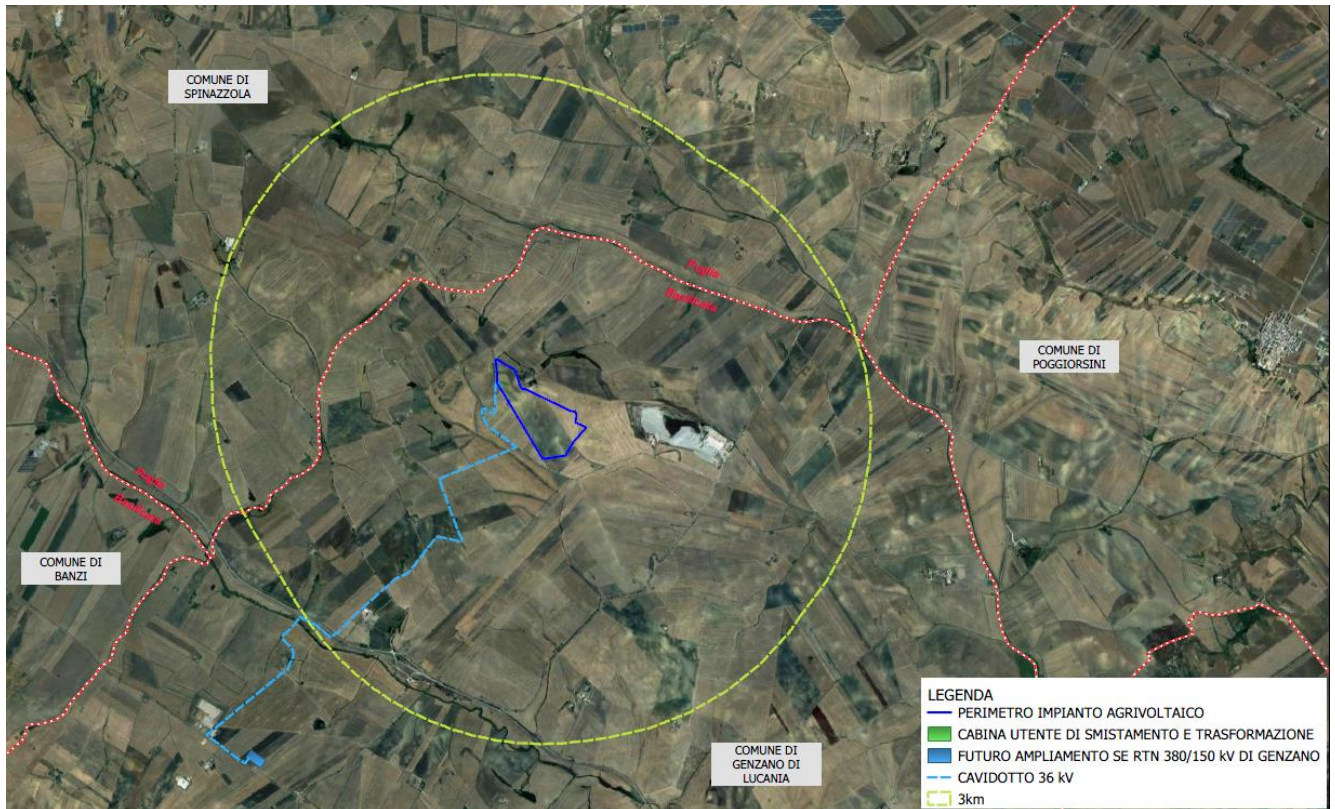 COMUNE DI
SPINAZZOLA
Puglia
Basilicata
COMUNE DI
POGGIORSINI
Puglia
Basilicata
COMUNE DI
BANZI
COMUNE DI
GENZANO DI
LUCANIA
LEGENDA
PERIMETRO IMPIANTO AGRIVOLTAICO
CABINA UTENTE DI SMISTAMENTO E TRASFORMAZIONE
FUTURO AMPLIAMENTO SE RTN 380/150 kV DI GENZANO
CAVIDOTTO 36 kV
3km